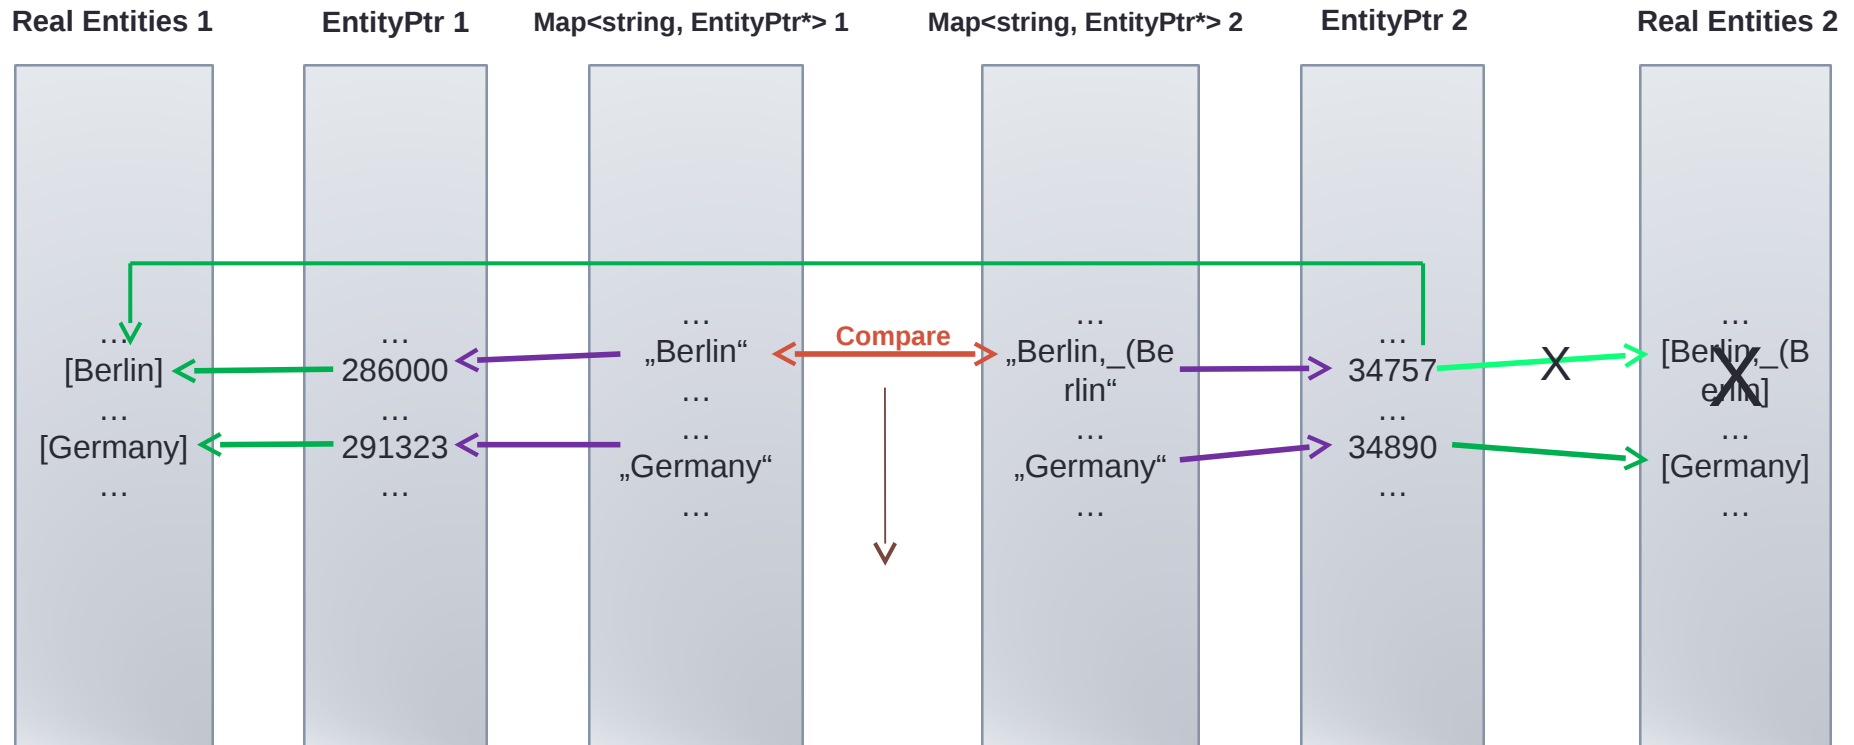 Real Entities 1
EntityPtr 1
Map<string, EntityPtr*> 1
Map<string, EntityPtr*> 2
EntityPtr 2
Real Entities 2
…
[Berlin]
…
[Germany]
…
…
286000
…
291323
…
…
„Berlin“
…
…
„Germany“
…
Compare
…
„Berlin,_(Be
rlin“
…
„Germany“
…
…
34757
…
34890
…
X
…
[Berlin,_(B
erlin]
X
…
[Germany]
…